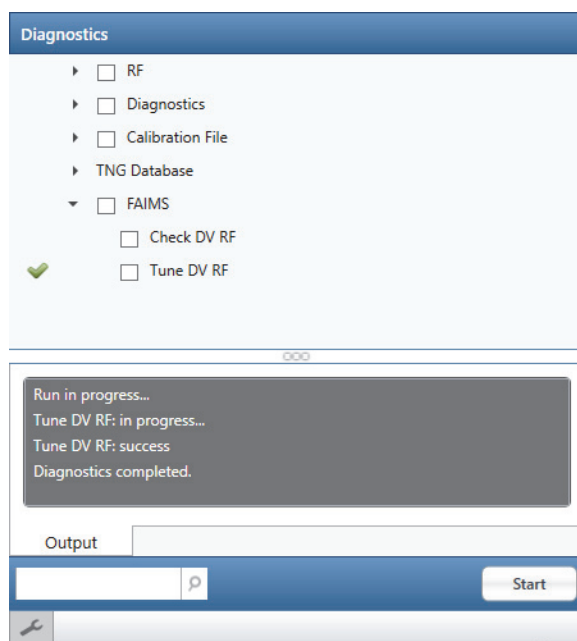 Diagnostics
RF
Diagnostics
Calibration File
TNG Database
FAIMS
Check DV RF
Tune DV RF
Run in progress...
Tune DV RF: in progress...
Tune DV RF: success
Diagnostics completed.
Output
Start